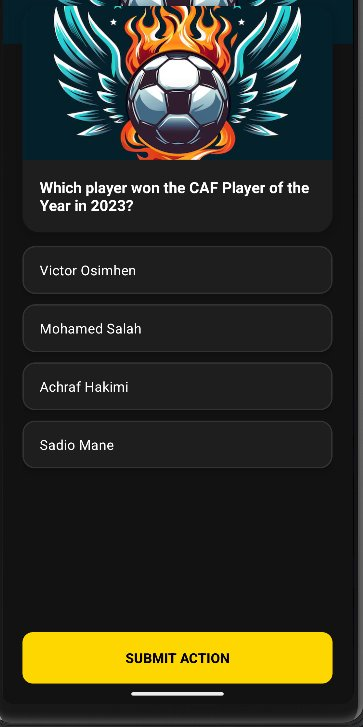 Which player won the CAF Player of the
Year in 2023?
Victor Osimhen
Mohamed Salah
Achraf Hakimi
Sadio Mane
SUBMIT ACTION